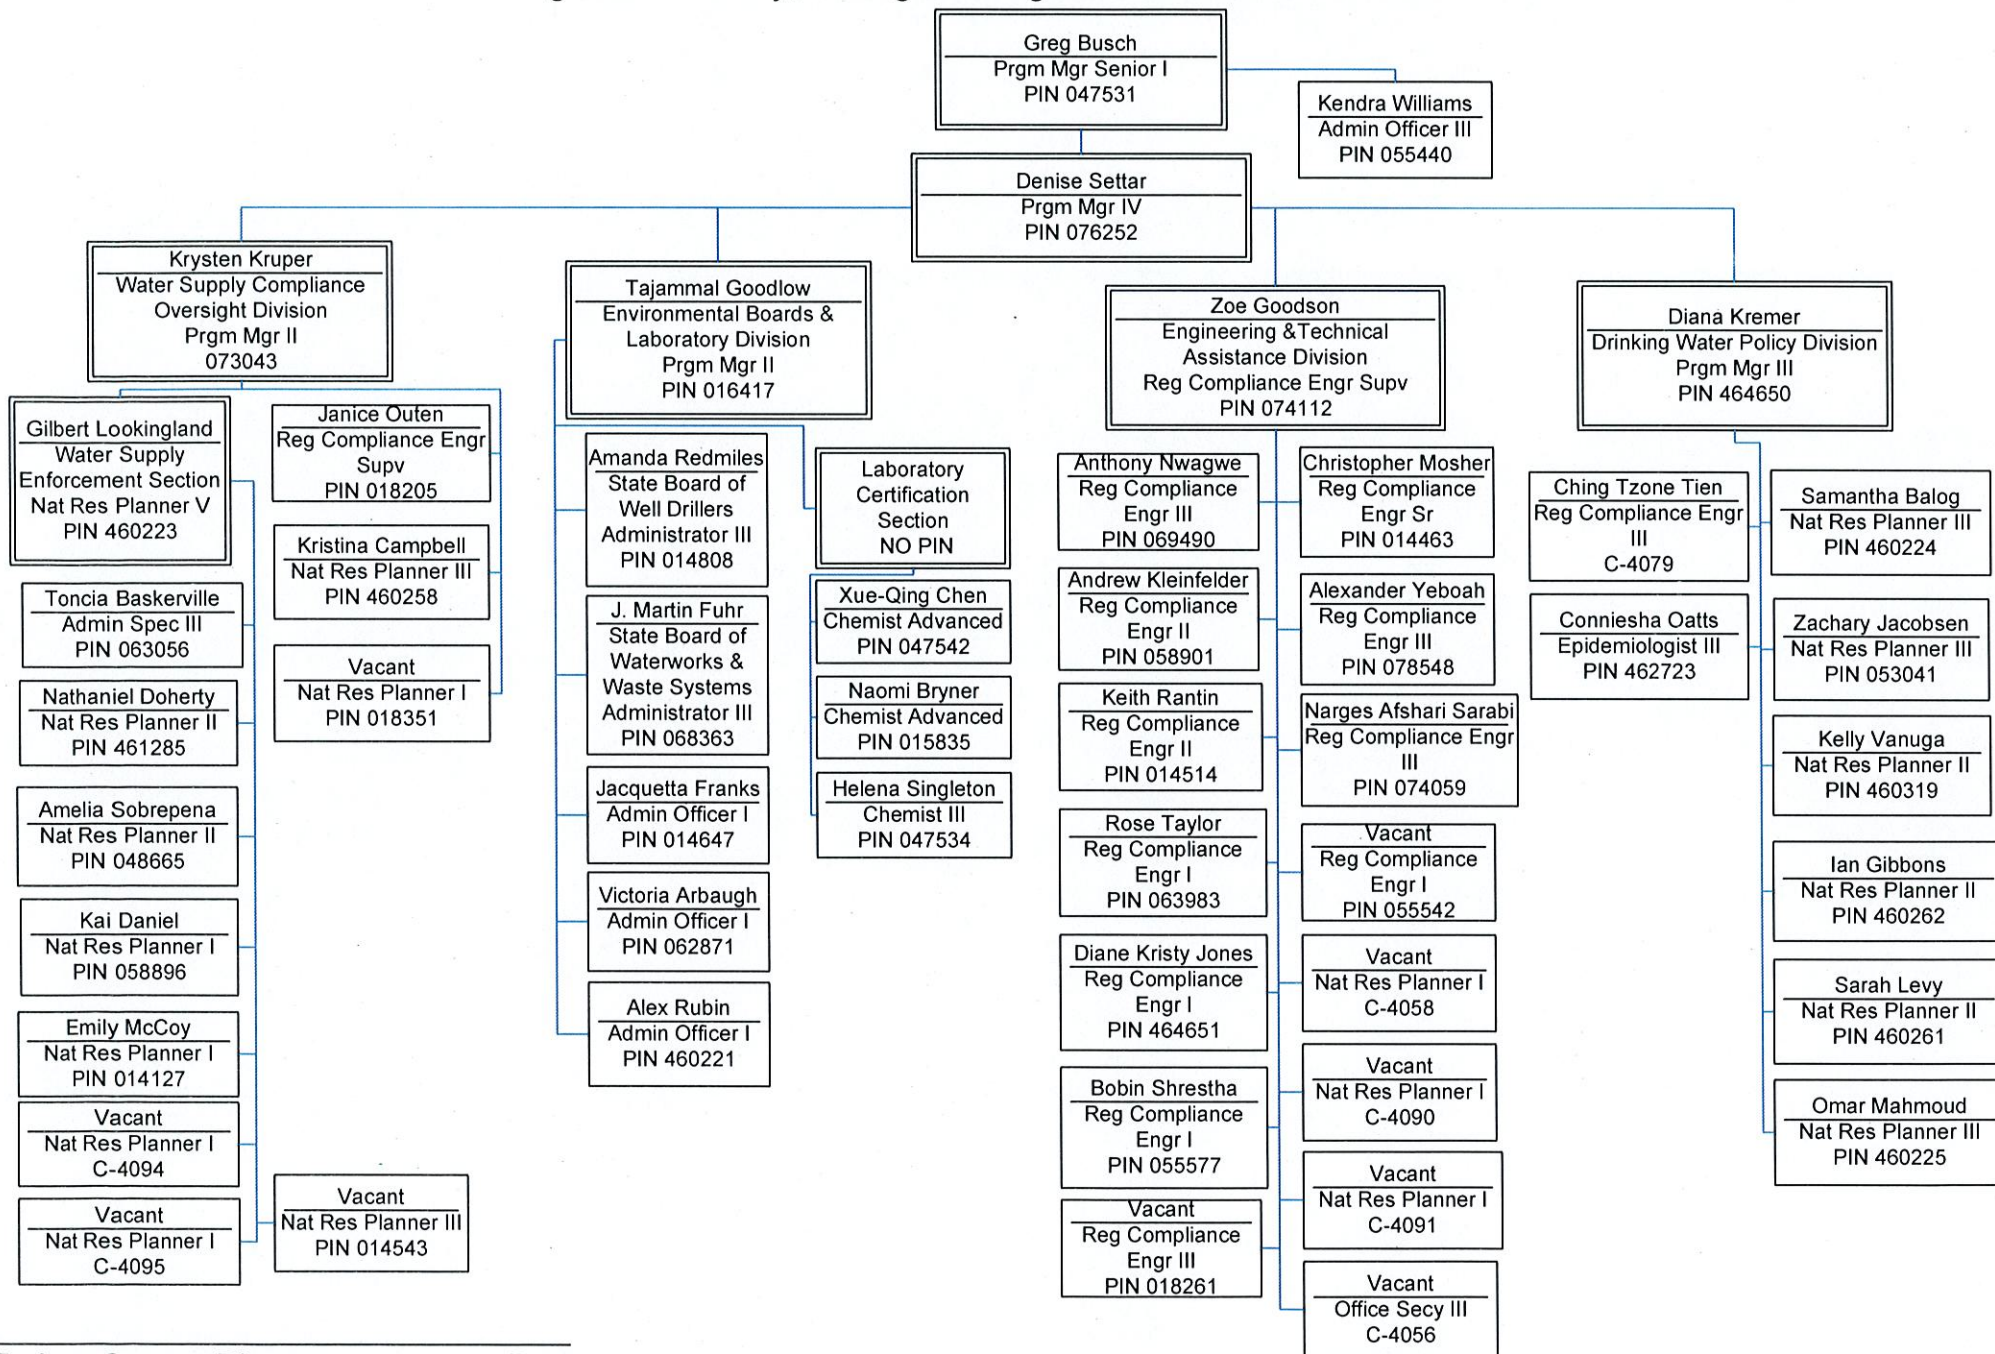 Greg Busch
Prgm Mgr Senior I
PIN 047531
Kendra Williams
Admin Officer III
PIN 055440
Denise Settar
Prgm Mgr IV
PIN 076252
Krysten Kruper
Water Supply Compliance
Oversight Division
Prgm Mgr II
073043
Tajammal Goodlow
Environmental Boards &
Laboratory Division
Prgm Mgr II
PIN 016417
Zoe Goodson
Engineering &Technical
Assistance Division
Reg Compliance Engr Supv
PIN 074112
Diana Kremer
Drinking Water Policy Division
Prgm Mgr III
PIN 464650
Gilbert Lookingland
Water Supply
Enforcement Section
Nat Res Planner V
PIN 460223
Toncia Baskerville
Admin Spec III
PIN 063056
Nathaniel Doherty
Nat Res Planner II
PIN 461285
Amelia Sobrepena
Nat Res Planner II
PIN 048665
Kai Daniel
Nat Res Planner I
PIN 058896
Emily McCoy
Nat Res Planner I
PIN 014127
Vacant
Nat Res Planner I
C-4094
Vacant
Nat Res Planner I
C-4095
Vacant
Nat Res Planner III
PIN 014543
Janice Outen
Reg Compliance Engr
Supv
PIN 018205
Kristina Campbell
Nat Res Planner III
PIN 460258
Vacant
Nat Res Planner I
PIN 018351
Amanda Redmiles
State Board of
Well Drillers
Administrator III
PIN 014808
J. Martin Fuhr
State Board of
Waterworks &
Waste Systems
Administrator III
PIN 068363
Jacquetta Franks
Admin Officer I
PIN 014647
Victoria Arbaugh
Admin Officer I
PIN 062871
Alex Rubin
Admin Officer I
PIN 460221
Laboratory
Certification
Section
NO PIN
Xue-Qing Chen
Chemist Advanced
PIN 047542
Naomi Bryner
Chemist Advanced
PIN 015835
Helena Singleton
Chemist III
PIN 047534
Anthony Nwagwe
Reg Compliance
Engr III
PIN 069490
Andrew Kleinfelder
Reg Compliance
Engr II
PIN 058901
Keith Rantin
Reg Compliance
Engr II
PIN 014514
Rose Taylor
Reg Compliance
Engr I
PIN 063983
Diane Kristy Jones
Reg Compliance
Engr I
PIN 464651
Bobin Shrestha
Reg Compliance
Engr I
PIN 055577
Vacant
Reg Compliance
Engr III
PIN 018261
Christopher Mosher
Reg Compliance
Engr Sr
PIN 014463
Alexander Yeboah
Reg Compliance
Engr III
PIN 078548
Narges Afshari Sarabi
Reg Compliance Engr
III
PIN 074059
Vacant
Reg Compliance
Engr I
PIN 055542
Vacant
Nat Res Planner I
C-4058
Vacant
Nat Res Planner I
C-4090
Vacant
Nat Res Planner I
C-4091
Vacant
Office Secy III
C-4056
Ching Tzone Tien
Reg Compliance Engr
III
C-4079
Conniesha Oatts
Epidemiologist III
PIN 462723
Samantha Balog
Nat Res Planner III
PIN 460224
Zachary Jacobsen
Nat Res Planner III
PIN 053041
Kelly Vanuga
Nat Res Planner II
PIN 460319
Ian Gibbons
Nat Res Planner II
PIN 460262
Sarah Levy
Nat Res Planner II
PIN 460261
Omar Mahmoud
Nat Res Planner III
PIN 460225